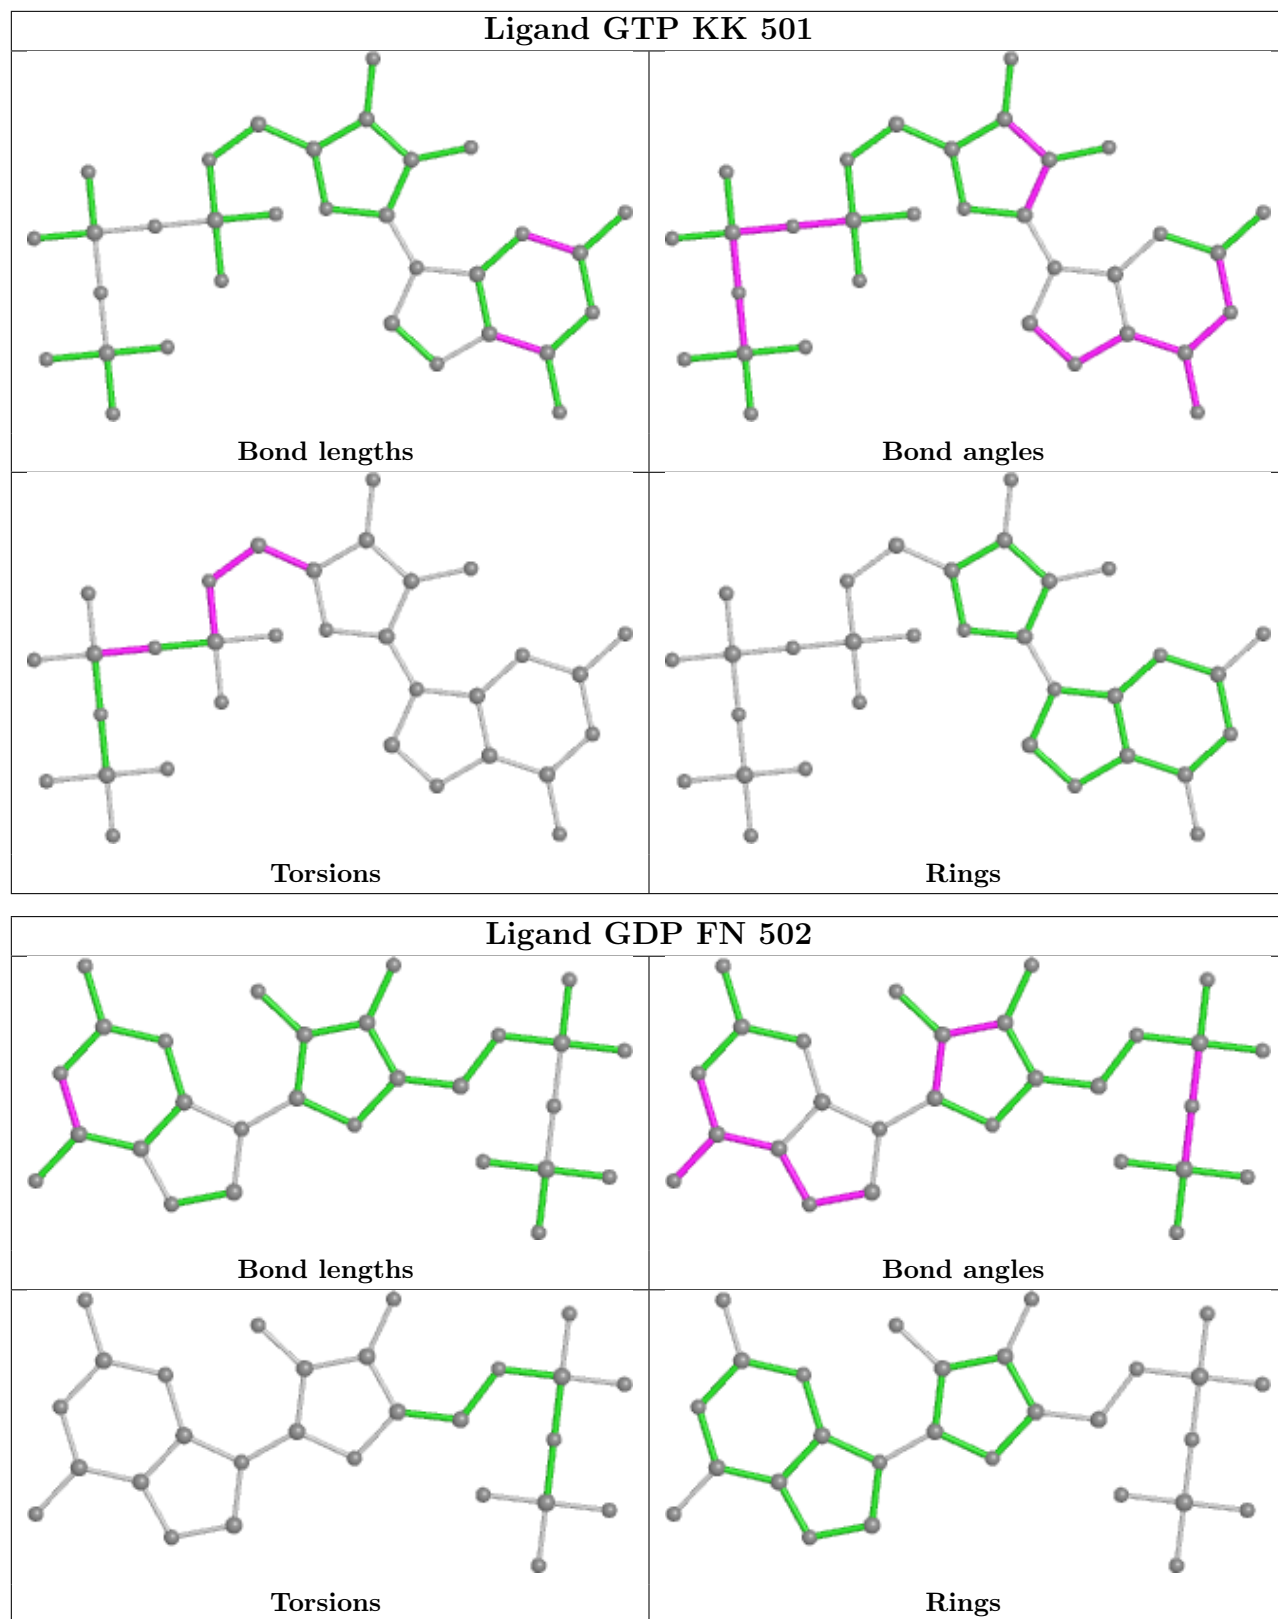 Ligand GTP KK 501
Bond lengths
Bond angles
Torsions
Rings
Ligand GDP FN 502
Bond lengths
Bond angles
Torsions
Rings